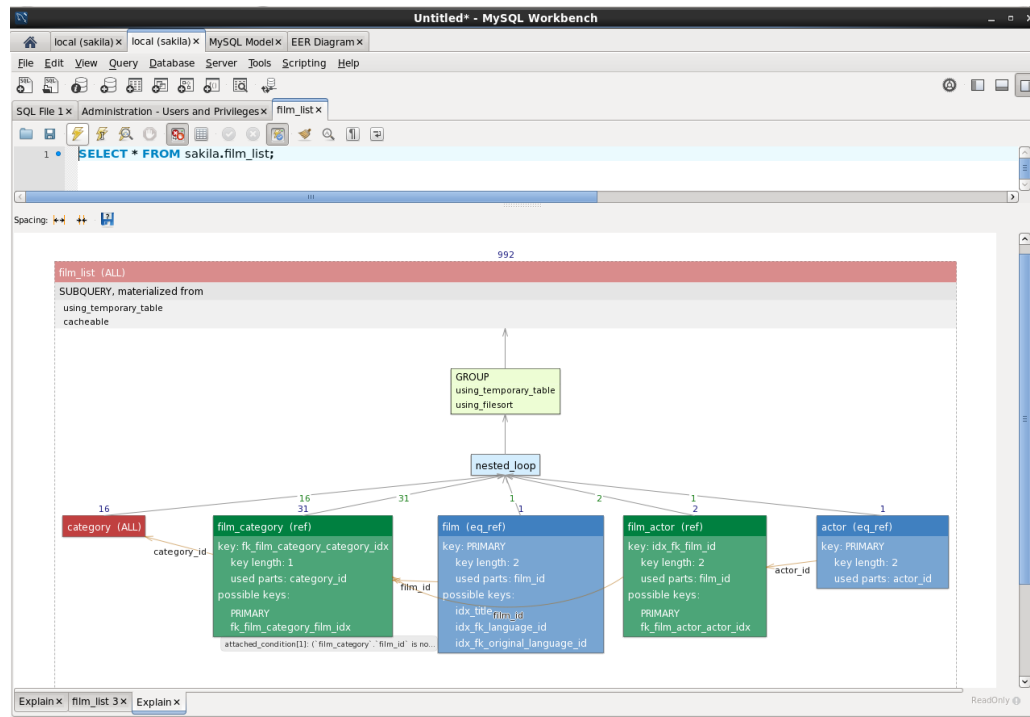 Untitled* - MySQL Workbench
local (sakila) × local (sakila) × MySQL Model × EER Diagram ×
File Edit View Query Database Server Tools Scripting Help
SQL File 1 × Administration - Users and Privileges × film_list ×
1 SELECT * FROM sakila.film_list;
Spacing:
992
film_list (ALL)
SUBQUERY, materialized from
using_temporary_table
cacheable
GROUP
using_temporary_table
using_filesort
nested_loop
16 31 1 2 1
16 31 1 2 1
category (ALL)
category_id
film_category (ref)
key: fk_film_category_category_idx
key length: 1
used parts: category_id
possible keys:
PRIMARY
fk_film_category_film_idx
attached_condition[1]: (`film_category`.`film_id` is no...
film_id
film (eq_ref)
key: PRIMARY
key length: 2
used parts: film_id
possible keys:
idx_title
idx_fk_language_id
idx_fk_original_language_id
film_id
film_actor (ref)
key: idx_fk_film_id
key length: 2
used parts: film_id
possible keys:
PRIMARY
fk_film_actor_actor_idx
actor_id
actor (eq_ref)
key: PRIMARY
key length: 2
used parts: actor_id
Explain × film_list 3 × Explain ×
ReadOnly